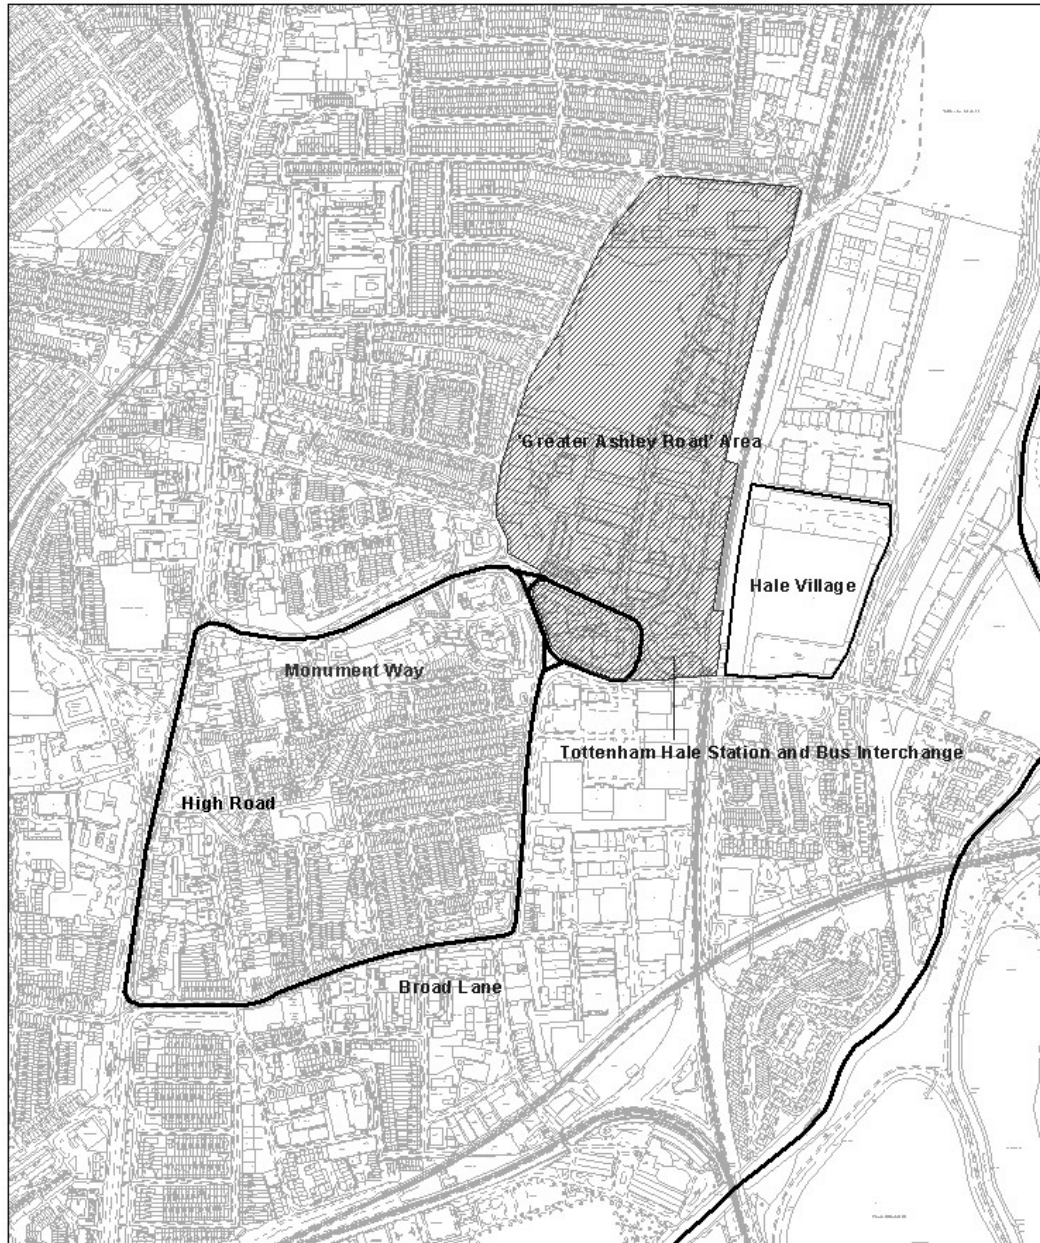 'Greater Ashley Road' Area
Hale Village
Monument Way
Tottenham Hale Station and Bus Interchange
High Road
Broad Lane